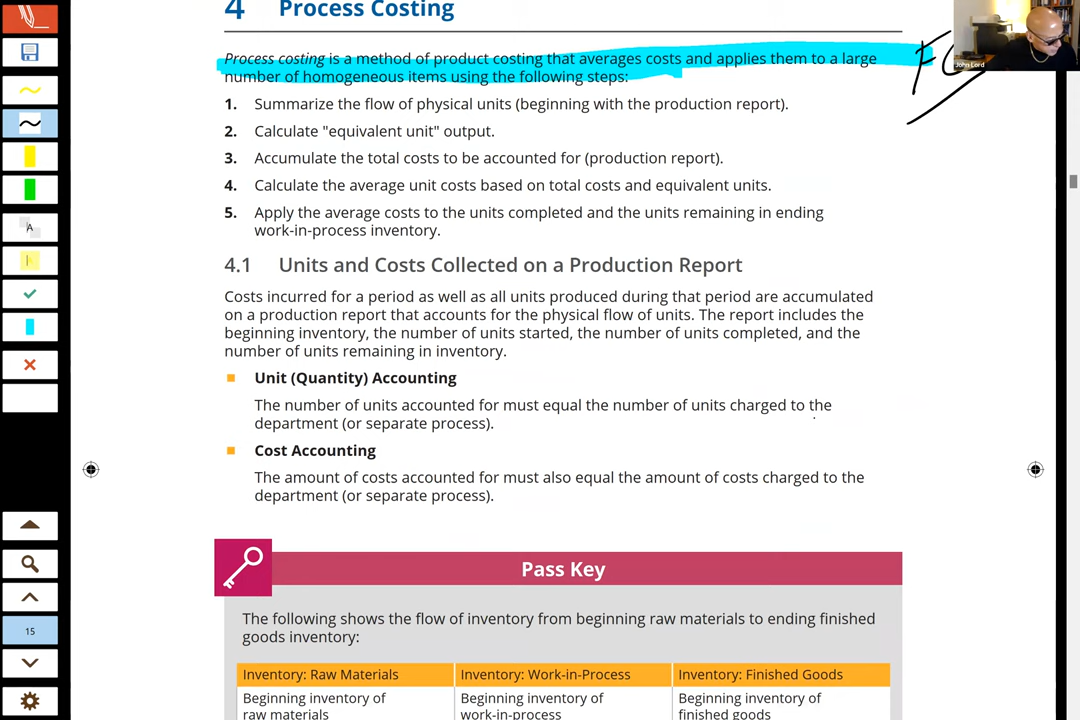 4 Process Costing
John Lord
Process costing is a method of product costing that averages costs and applies them to a large
number of homogeneous items using the following steps:
1. Summarize the flow of physical units (beginning with the production report).
2. Calculate "equivalent unit" output.
3. Accumulate the total costs to be accounted for (production report).
4. Calculate the average unit costs based on total costs and equivalent units.
5. Apply the average costs to the units completed and the units remaining in ending
work-in-process inventory.
4.1 Units and Costs Collected on a Production Report
Costs incurred for a period as well as all units produced during that period are accumulated
on a production report that accounts for the physical flow of units. The report includes the
beginning inventory, the number of units started, the number of units completed, and the
number of units remaining in inventory.
Unit (Quantity) Accounting
The number of units accounted for must equal the number of units charged to the
department (or separate process).
Cost Accounting
The amount of costs accounted for must also equal the amount of costs charged to the
department (or separate process).
Pass Key
The following shows the flow of inventory from beginning raw materials to ending finished
goods inventory:
Inventory: Raw Materials Inventory: Work-in-Process Inventory: Finished Goods
Beginning inventory of Beginning inventory of Beginning inventory of
raw materials work-in-process finished goods
A
15